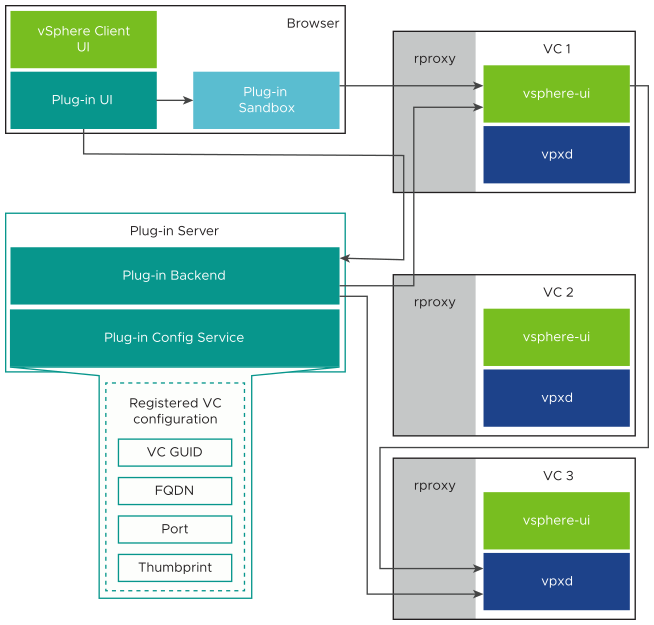 Browser
vSphere Client
UI
Plug-in UI
Plug-in
Sandbox
rproxy
VC 1
vsphere-ui
vpxd
Plug-in Server
Plug-in Backend
Plug-in Config Service
Registered VC
configuration
VC GUID
FQDN
Port
Thumbprint
rproxy
VC 2
vsphere-ui
vpxd
rproxy
VC 3
vsphere-ui
vpxd